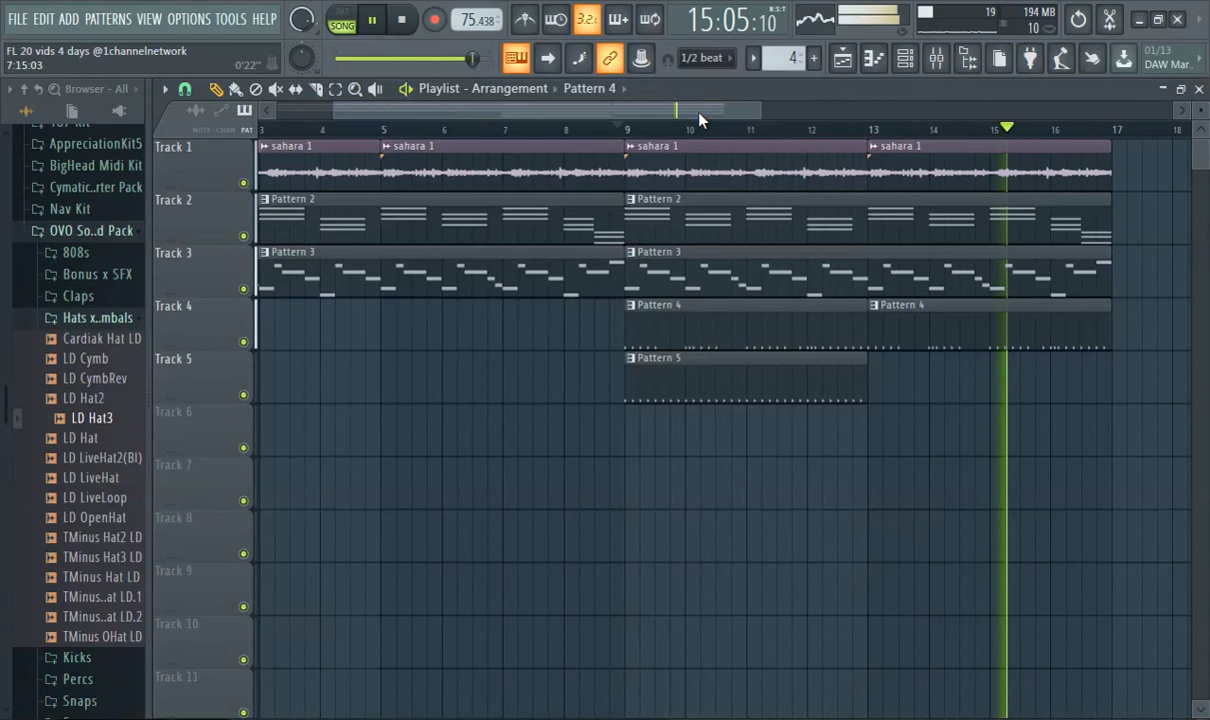 FILE EDIT ADD PATTERNS VIEW OPTIONS TOOLS HELP
FL 20 vids 4 days @1channelnetwork
7:15:03 0'22"
PAT
SONG
75.438
3.2.
15:05:10
B:S:T
19
194 MB
10
1/2 beat
4
01/13
DAW Mar..
Browser - All
Playlist - Arrangement
Pattern 4
NOTE CHAN PAT
3 4 5 6 7 8 9 10 11 12 13 14 15 16 17 18
AppreciationKit5
BigHead Midi Kit
Cymatic..rter Pack
Nav Kit
OVO So..d Pack
808s
Bonus x SFX
Claps
Hats x..mbals
Cardiak Hat LD
LD Cymb
LD CymbRev
LD Hat2
LD Hat3
LD Hat
LD LiveHat2(BI)
LD LiveHat
LD LiveLoop
LD OpenHat
TMinus Hat2 LD
TMinus Hat3 LD
TMinus Hat LD
TMinus..at LD.1
TMinus..at LD.2
TMinus OHat LD
Kicks
Percs
Snaps
Track 1
sahara 1
sahara 1
sahara 1
sahara 1
Track 2
Pattern 2
Pattern 2
Track 3
Pattern 3
Pattern 3
Track 4
Pattern 4
Pattern 4
Track 5
Pattern 5
Track 6
Track 7
Track 8
Track 9
Track 10
Track 11